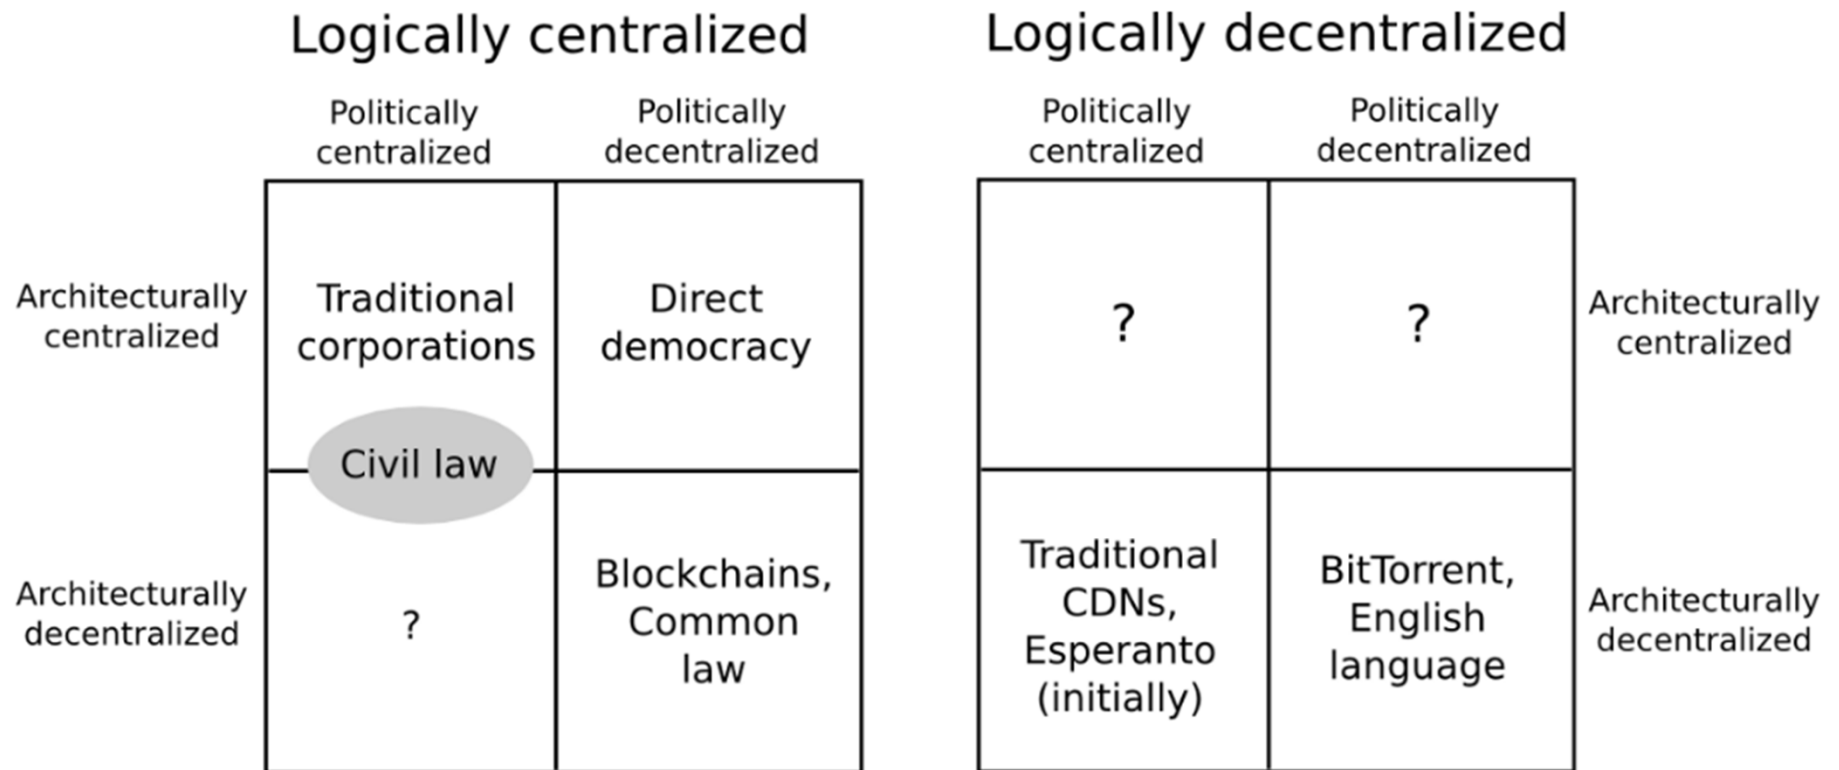 Logically centralized
Politically
centralized
Politically
decentralized
Architecturally
centralized
Traditional
corporations
Direct
democracy
Civil law
Architecturally
decentralized
?
Blockchains,
Common
law
Logically decentralized
Politically
centralized
Politically
decentralized
?
?
Architecturally
centralized
Traditional
CDNs,
Esperanto
(initially)
BitTorrent,
English
language
Architecturally
decentralized